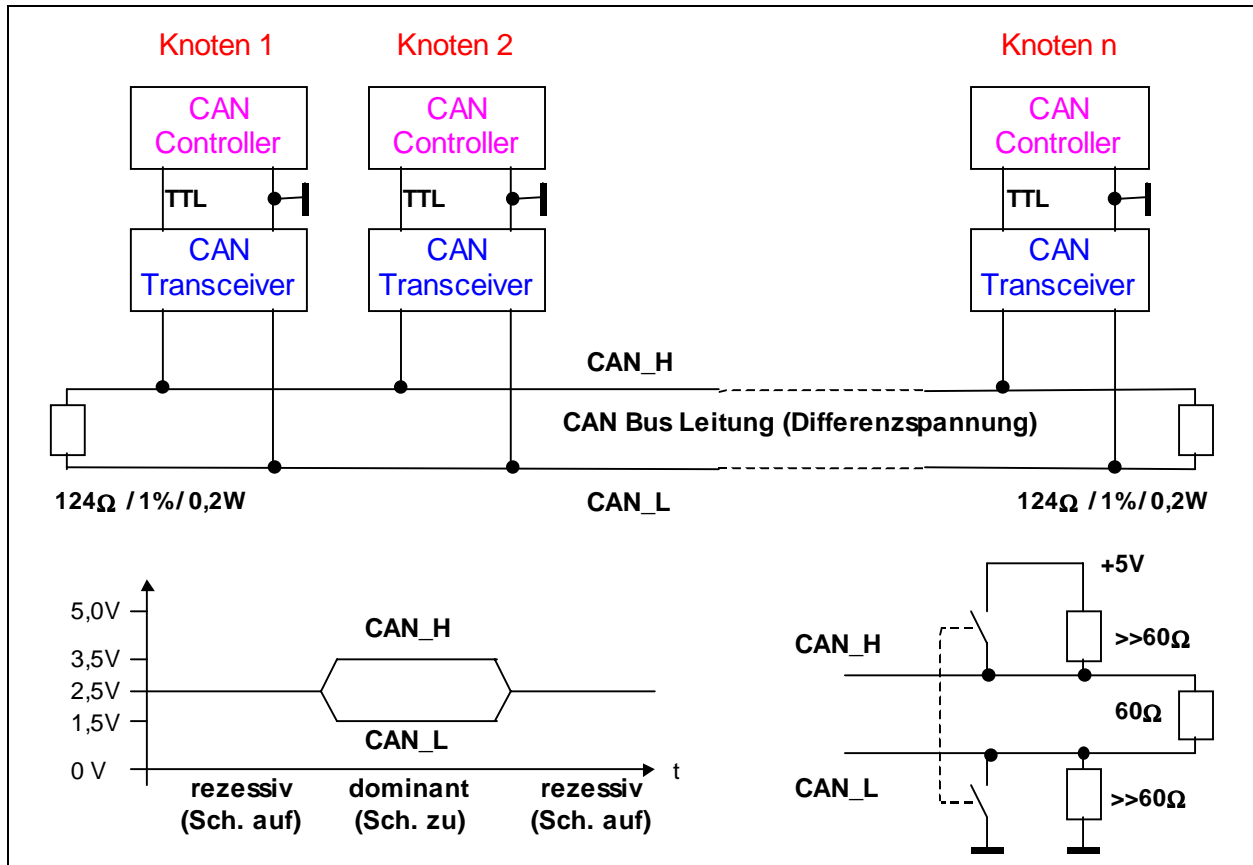 Knoten 1
Knoten 2
Knoten n
CAN
Controller
CAN
Controller
CAN
Controller
TTL
TTL
TTL
CAN
Transceiver
CAN
Transceiver
CAN
Transceiver
CAN_H
CAN Bus Leitung (Differenzspannung)
124Ω / 1%/ 0,2W
CAN_L
124Ω / 1%/ 0,2W
5,0V
3,5V
2,5V
1,5V
0 V
CAN_H
CAN_L
t
rezessiv
(Sch. auf)
dominant
(Sch. zu)
rezessiv
(Sch. auf)
+5V
CAN_H
>>60Ω
60Ω
CAN_L
>>60Ω